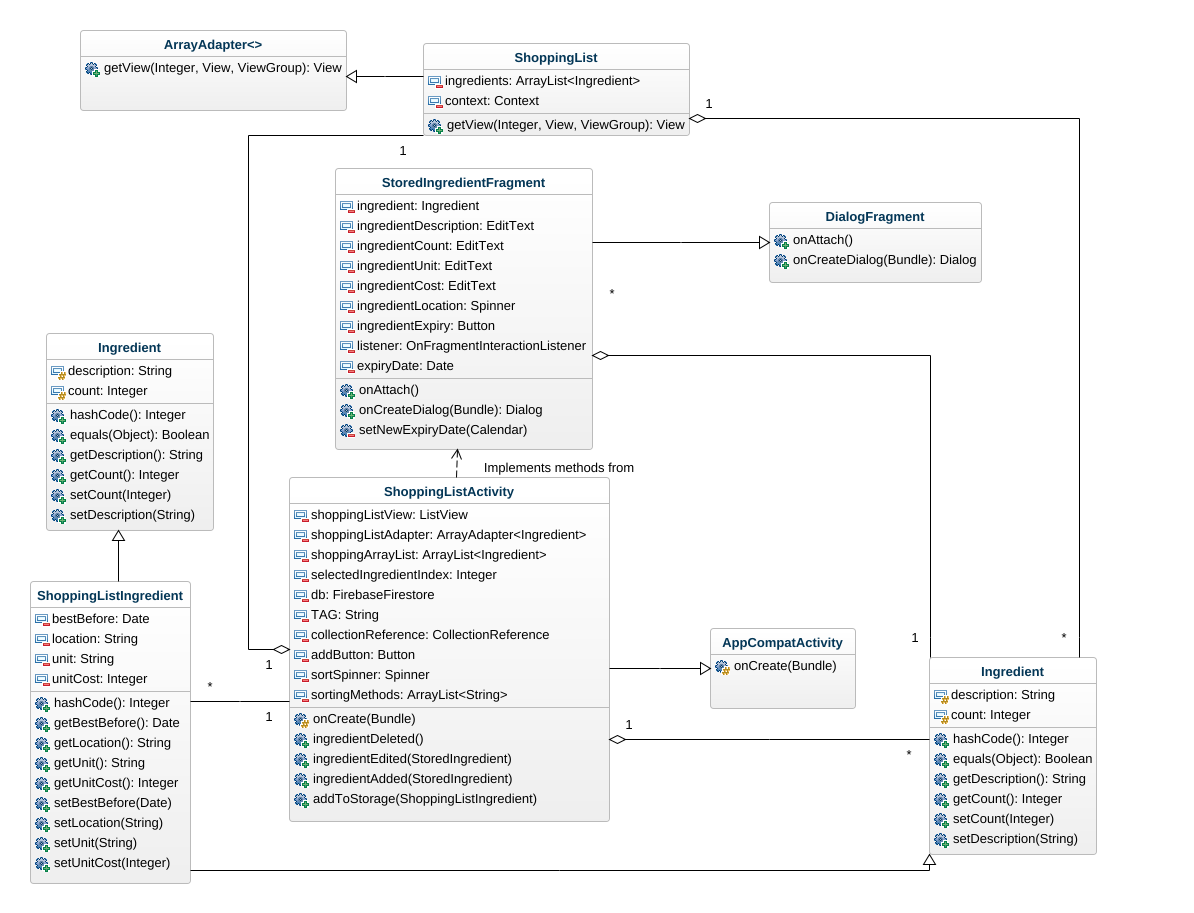 ArrayAdapter<>
getView(Integer, View, ViewGroup): View
ShoppingList
ingredients: ArrayList<Ingredient>
context: Context
getView(Integer, View, ViewGroup): View
1
1
StoredIngredientFragment
ingredient: Ingredient
ingredientDescription: EditText
ingredientCount: EditText
ingredientUnit: EditText
ingredientCost: EditText
ingredientLocation: Spinner
ingredientExpiry: Button
listener: OnFragmentInteractionListener
expiryDate: Date
onAttach()
onCreateDialog(Bundle): Dialog
setNewExpiryDate(Calendar)
DialogFragment
onAttach()
onCreateDialog(Bundle): Dialog
*
Ingredient
description: String
count: Integer
hashCode(): Integer
equals(Object): Boolean
getDescription(): String
getCount(): Integer
setCount(Integer)
setDescription(String)
Implements methods from
ShoppingListActivity
shoppingListView: ListView
shoppingListAdapter: ArrayAdapter<Ingredient>
shoppingArrayList: ArrayList<Ingredient>
selectedIngredientIndex: Integer
db: FirebaseFirestore
TAG: String
collectionReference: CollectionReference
addButton: Button
sortSpinner: Spinner
sortingMethods: ArrayList<String>
onCreate(Bundle)
ingredientDeleted()
ingredientEdited(StoredIngredient)
ingredientAdded(StoredIngredient)
addToStorage(ShoppingListIngredient)
ShoppingListIngredient
bestBefore: Date
location: String
unit: String
unitCost: Integer
hashCode(): Integer
getBestBefore(): Date
getLocation(): String
getUnit(): String
getUnitCost(): Integer
setBestBefore(Date)
setLocation(String)
setUnit(String)
setUnitCost(Integer)
1
*
1
AppCompatActivity
onCreate(Bundle)
1
*
1
*
Ingredient
description: String
count: Integer
hashCode(): Integer
equals(Object): Boolean
getDescription(): String
getCount(): Integer
setCount(Integer)
setDescription(String)